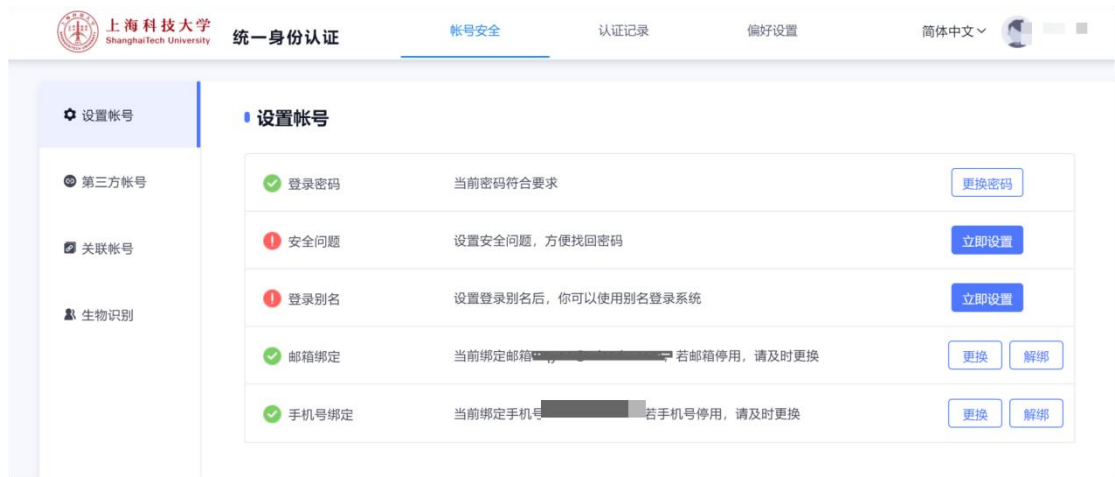 上海科技大学
ShanghaiTech University
统一身份认证
帐号安全
认证记录
偏好设置
简体中文
设置帐号
第三方帐号
关联帐号
生物识别
设置帐号
登录密码 当前密码符合要求 更换密码
安全问题 设置安全问题，方便找回密码 立即设置
登录别名 设置登录别名后，你可以使用别名登录系统 立即设置
邮箱绑定 当前绑定邮箱 若邮箱停用，请及时更换 更换 解绑
手机号绑定 当前绑定手机号 若手机号停用，请及时更换 更换 解绑